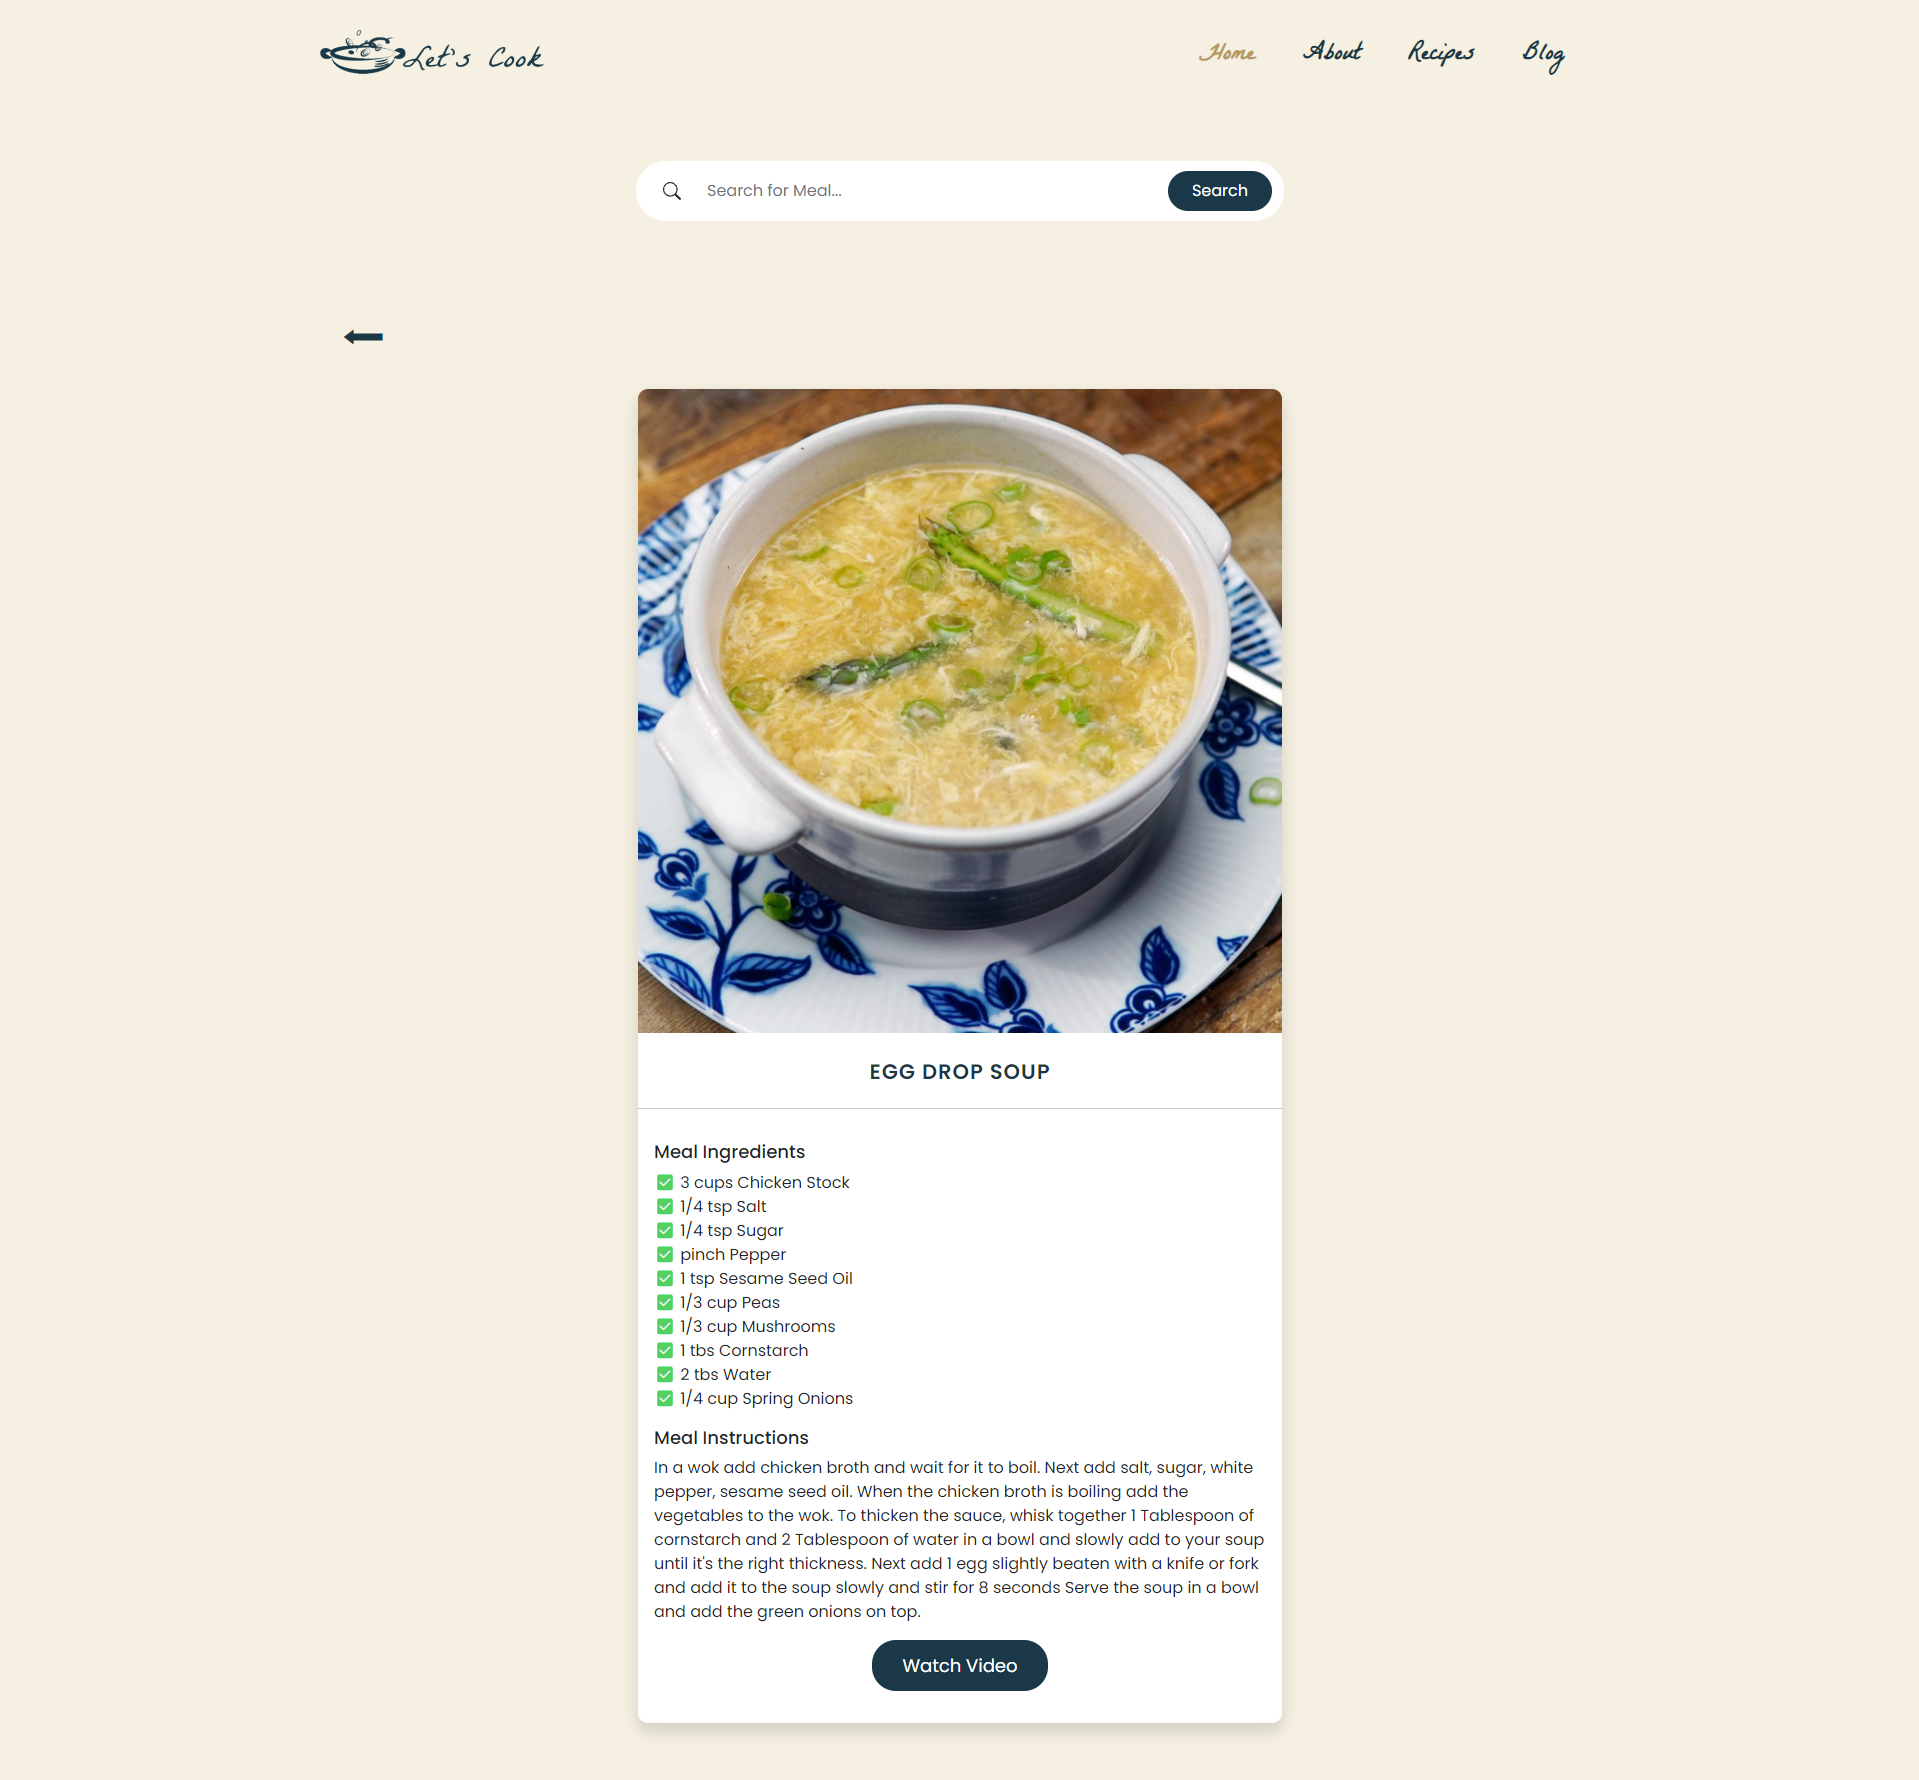 Let's Cook
Home About Recipes Blog
Search for Meal...
Search
EGG DROP SOUP
Meal Ingredients
3 cups Chicken Stock
1/4 tsp Salt
1/4 tsp Sugar
pinch Pepper
1 tsp Sesame Seed Oil
1/3 cup Peas
1/3 cup Mushrooms
1 tbs Cornstarch
2 tbs Water
1/4 cup Spring Onions
Meal Instructions
In a wok add chicken broth and wait for it to boil. Next add salt, sugar, white
pepper, sesame seed oil. When the chicken broth is boiling add the
vegetables to the wok. To thicken the sauce, whisk together 1 Tablespoon of
cornstarch and 2 Tablespoon of water in a bowl and slowly add to your soup
until it's the right thickness. Next add 1 egg slightly beaten with a knife or fork
and add it to the soup slowly and stir for 8 seconds Serve the soup in a bowl
and add the green onions on top.
Watch Video